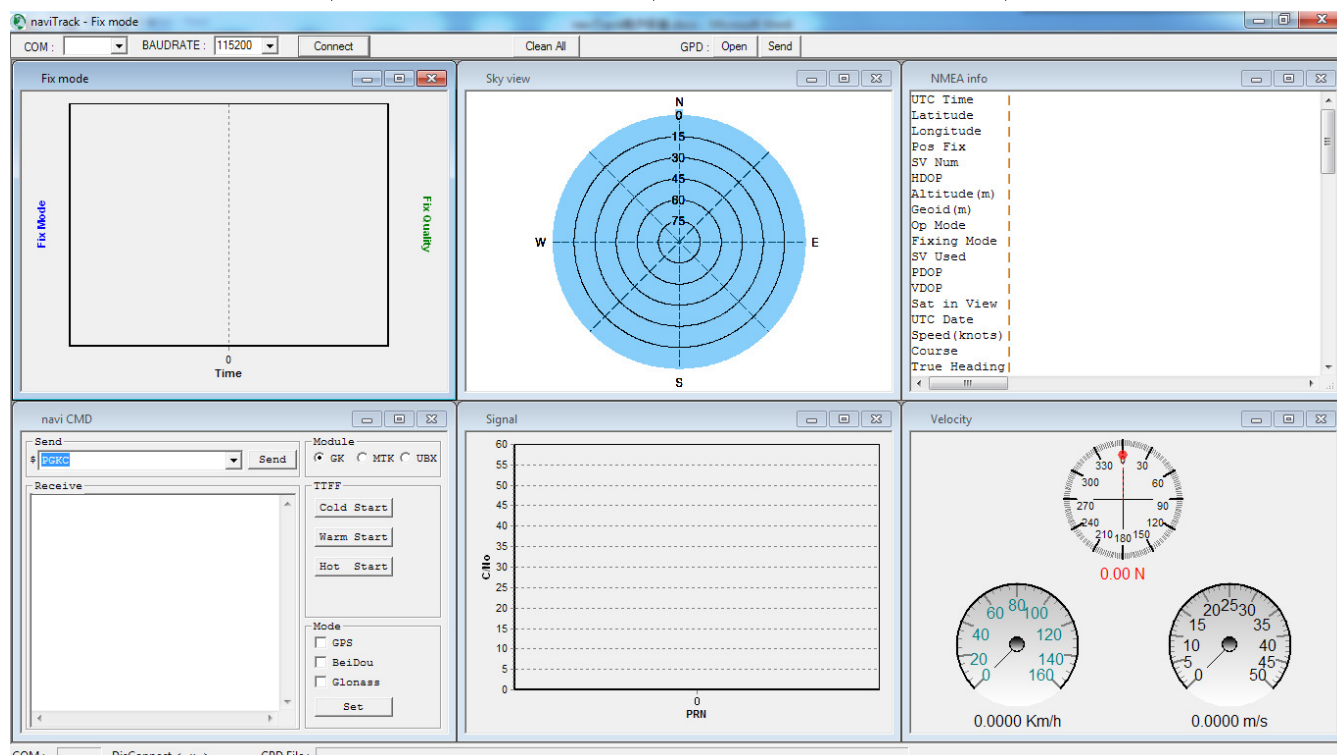 naviTrack - Fix mode
COM : BAUDRATE : 115200 Connect Clean All GPD : Open Send
Fix mode
Fix Mode
Fix Quality
0
Time
Sky view
N
0
15
30
45
60
75
W
E
S
NMEA info
UTC Time |
Latitude |
Longitude |
Pos Fix |
SV Num |
HDOP |
Altitude(m) |
Geoid(m) |
Op Mode |
Fixing Mode |
SV Used |
PDOP |
VDOP |
Sat in View |
UTC Date |
Speed(knots)|
Course |
True Heading|
navi CMD
Send
$ PGKC Send
Module
GK MTK UBX
Receive
TTFF
Cold Start
Warm Start
Hot Start
Mode
GPS
BeiDou
Glonass
Set
Signal
60
55
50
45
40
35
30
25
20
15
10
5
0
C/No
0
PRN
Velocity
0 30 60 90 120 150 180 210 240 270 300 330
0.00 N
0 20 40 60 80 100 120 140 160
0.0000 Km/h
0 5 10 15 20 25 30 35 40 45 50
0.0000 m/s